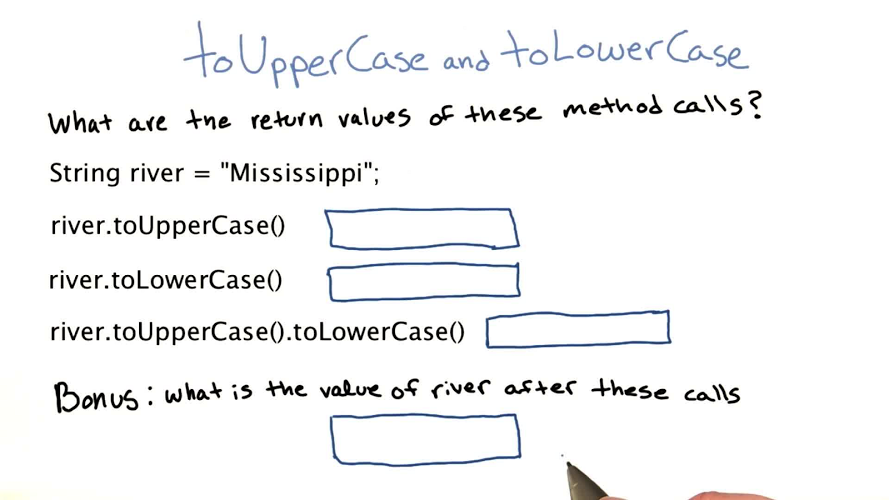 toUpperCase and toLowerCase
What are the return values of these method calls?
String river = "Mississippi";
river.toUpperCase()
river.toLowerCase()
river.toUpperCase().toLowerCase()
Bonus: what is the value of river after these calls